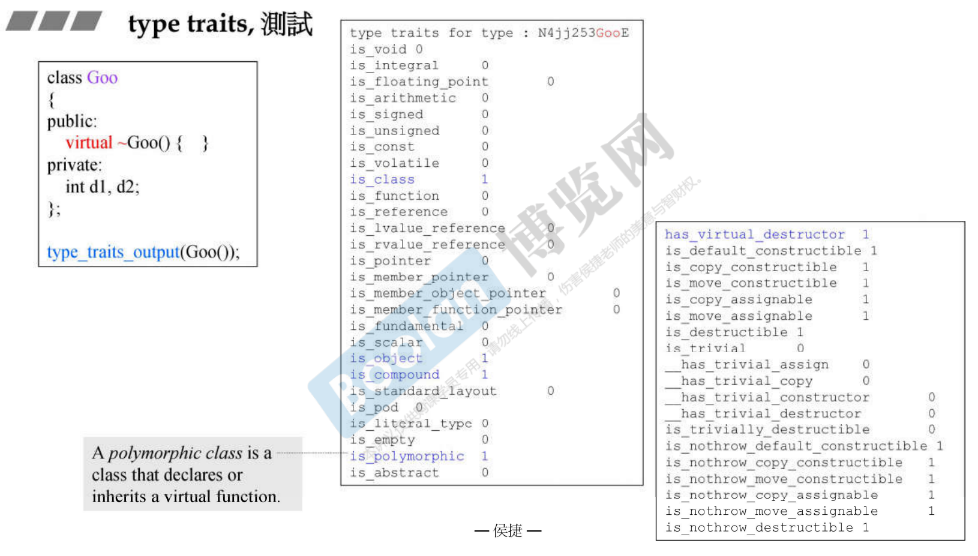 type traits, 測試
class Goo
{
public:
virtual ~Goo() { }
private:
int d1, d2;
};
type_traits_output(Goo());
A polymorphic class is a
class that declares or
inherits a virtual function.
type traits for type : N4jj253GooE
is_void 0
is_integral 0
is_floating_point 0
is_arithmetic 0
is_signed 0
is_unsigned 0
is_const 0
is_volatile 0
is_class 1
is_function 0
is_reference 0
is_lvalue_reference 0
is_rvalue_reference 0
is_pointer 0
is_member_pointer 0
is_member_object_pointer 0
is_member_function_pointer 0
is_fundamental 0
is_scalar 0
is_object 1
is_compound 1
is_standard_layout 0
is_pod 0
is_literal_type 0
is_empty 0
is_polymorphic 1
is_abstract 0
has_virtual_destructor 1
is_default_constructible 1
is_copy_constructible 1
is_move_constructible 1
is_copy_assignable 1
is_move_assignable 1
is_destructible 1
is_trivial 0
__has_trivial_assign 0
__has_trivial_copy 0
__has_trivial_constructor 0
__has_trivial_destructor 0
is_trivially_destructible 0
is_nothrow_default_constructible 1
is_nothrow_copy_constructible 1
is_nothrow_move_constructible 1
is_nothrow_copy_assignable 1
is_nothrow_move_assignable 1
is_nothrow_destructible 1
— 侯捷 —
Boolan
博览网